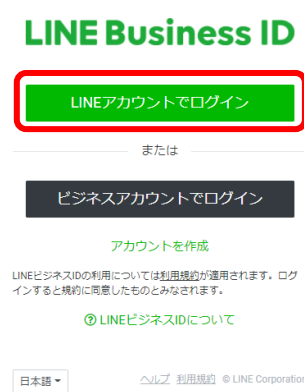 LINE Business ID
LINEアカウントでログイン
または
ビジネスアカウントでログイン
アカウントを作成
LINEビジネスIDの利用については利用規約が適用されます。ログ
インすると規約に同意したものとみなされます。
?LINEビジネスIDについて
日本語 ヘルプ 利用規約 © LINE Corporation